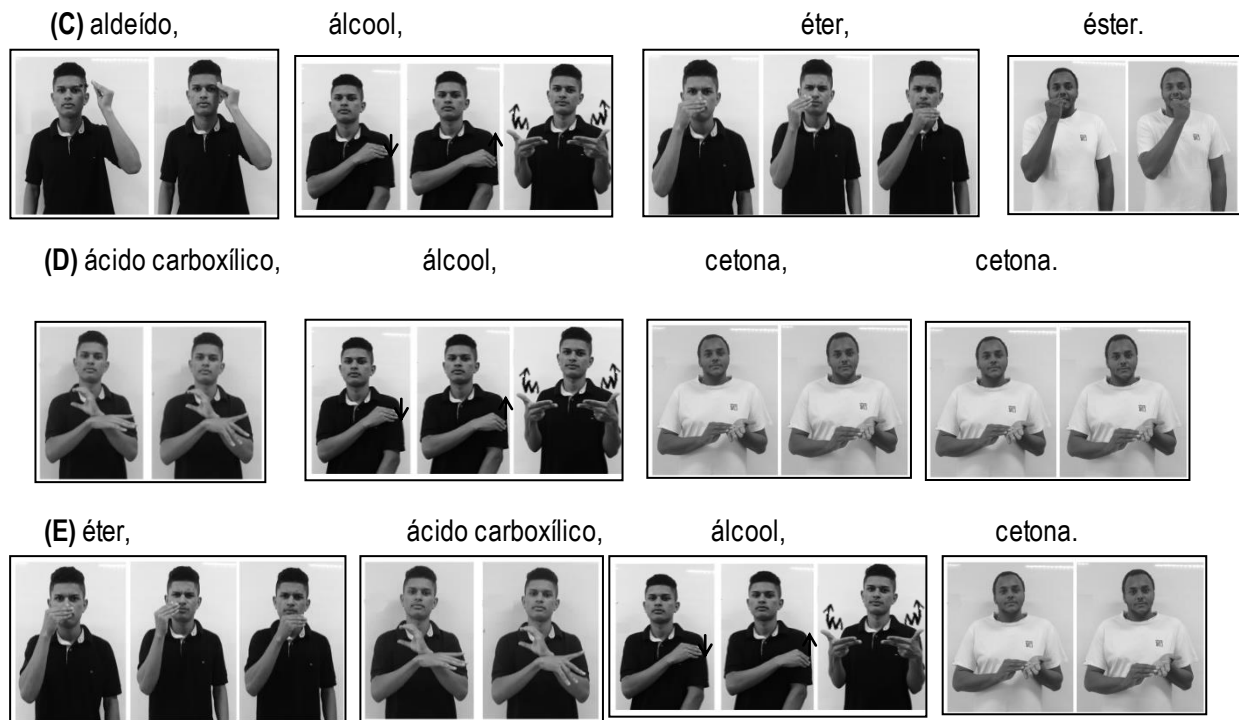 (C) aldeído, álcool, éter, éster.
(D) ácido carboxílico, álcool, cetona, cetona.
(E) éter, ácido carboxílico, álcool, cetona.